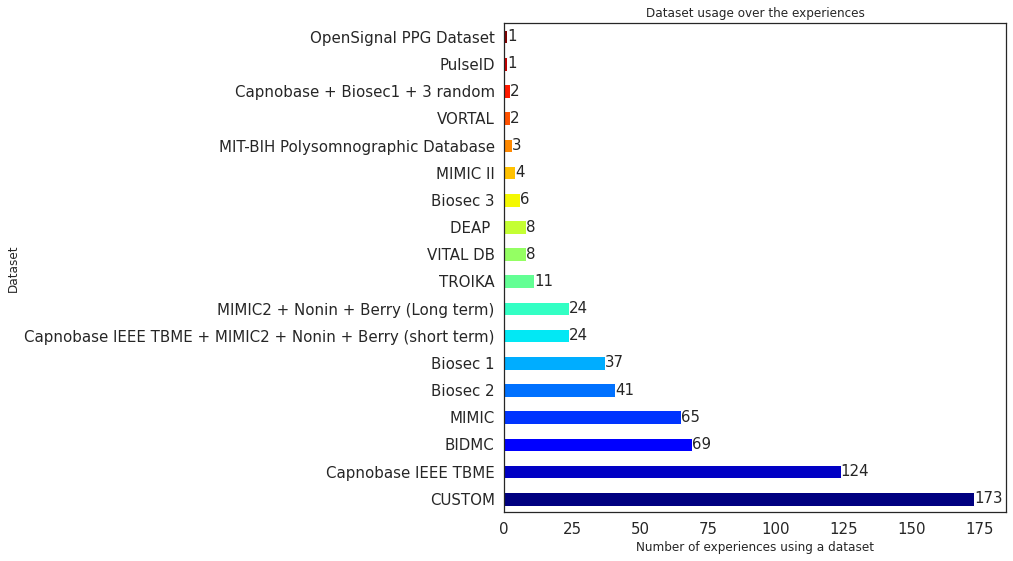 Dataset usage over the experiences
OpenSignal PPG Dataset 1
PulseID 1
Capnobase + Biosec1 + 3 random 2
VORTAL 2
MIT-BIH Polysomnographic Database 3
MIMIC II 4
Biosec 3 6
DEAP 8
VITAL DB 8
TROIKA 11
MIMIC2 + Nonin + Berry (Long term) 24
Capnobase IEEE TBME + MIMIC2 + Nonin + Berry (short term) 24
Biosec 1 37
Biosec 2 41
MIMIC 65
BIDMC 69
Capnobase IEEE TBME 124
CUSTOM 173
Dataset
0 25 50 75 100 125 150 175
Number of experiences using a dataset